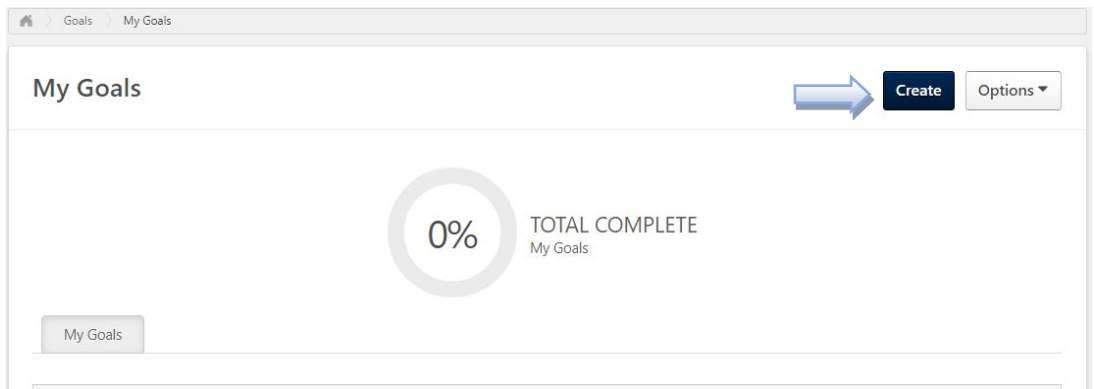 Goals My Goals
My Goals
Create
Options
0%
TOTAL COMPLETE
My Goals
My Goals